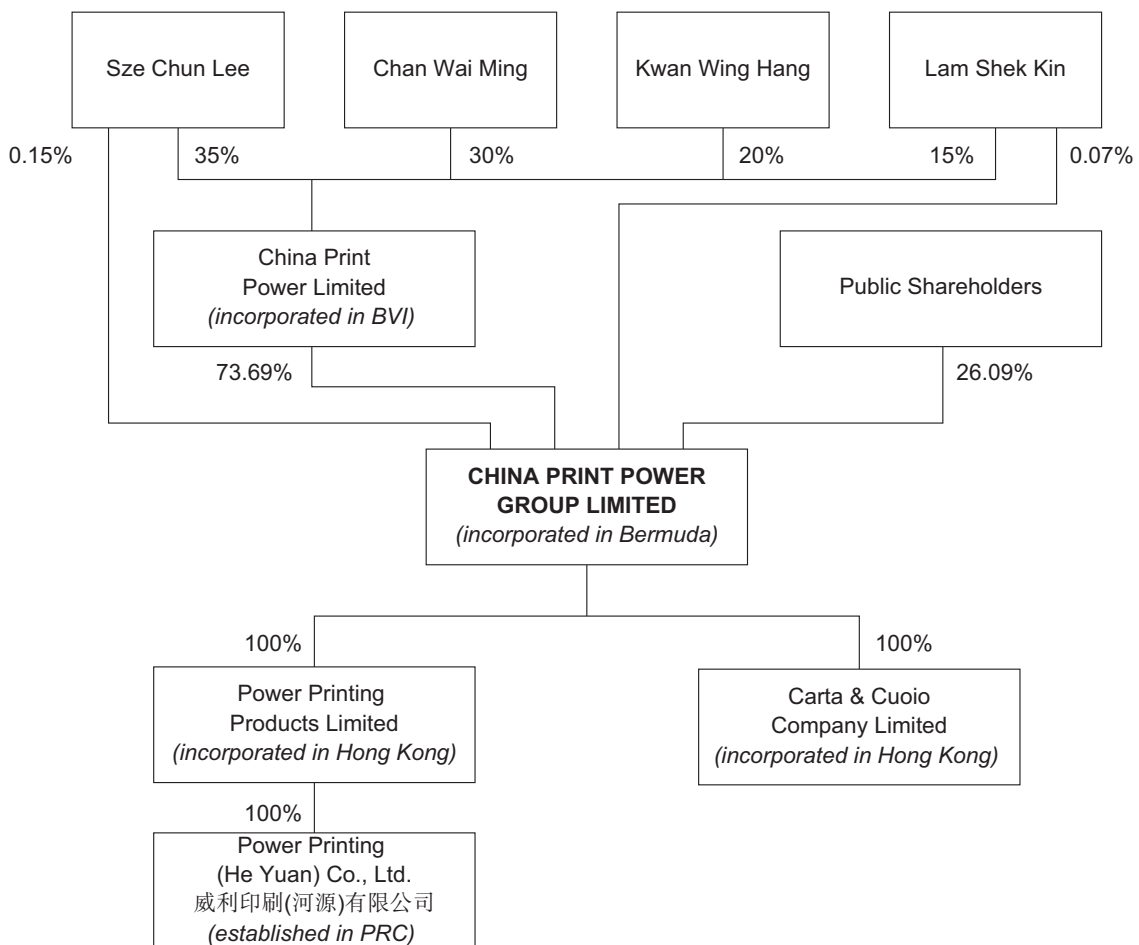 Sze Chun Lee
Chan Wai Ming
Kwan Wing Hang
Lam Shek Kin
0.15%
35%
30%
20%
15%
0.07%
China Print
Power Limited
(incorporated in BVI)
Public Shareholders
73.69%
26.09%
CHINA PRINT POWER
GROUP LIMITED
(incorporated in Bermuda)
100%
100%
Power Printing
Products Limited
(incorporated in Hong Kong)
Carta & Cuoio
Company Limited
(incorporated in Hong Kong)
100%
Power Printing
(He Yuan) Co., Ltd.
威利印刷(河源)有限公司
(established in PRC)